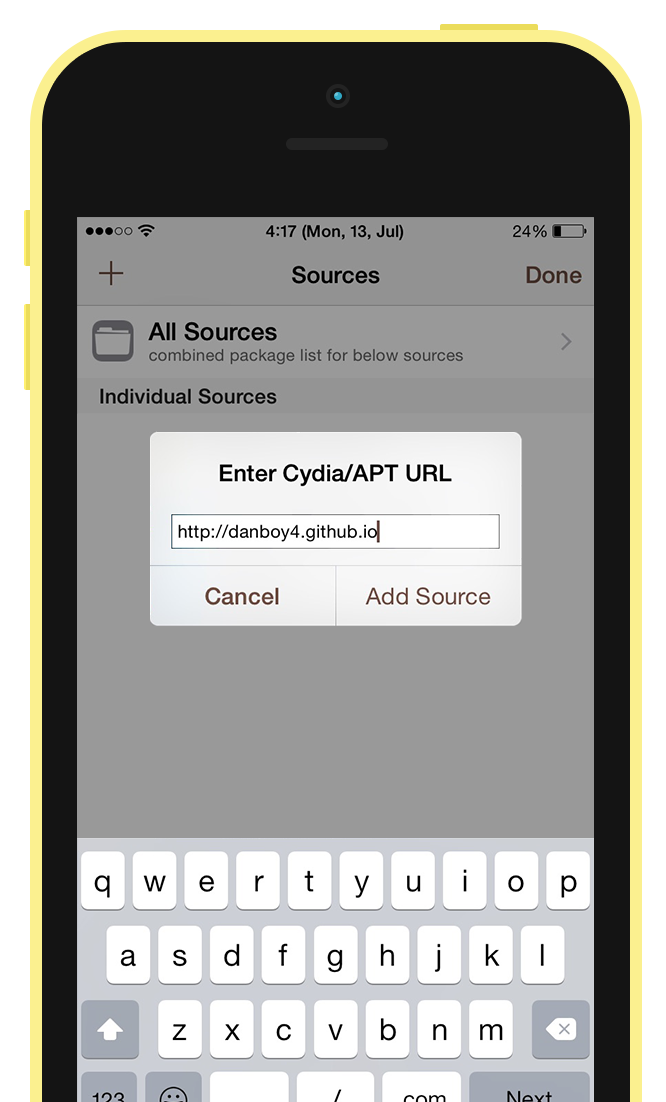 4:17 (Mon, 13, Jul) 24%
Sources Done
All Sources
combined package list for below sources
Individual Sources
Enter Cydia/APT URL
http://danboy4.github.io
Cancel Add Source
q w e r t y u i o p
a s d f g h j k l
z x c v b n m
123 / .com Next